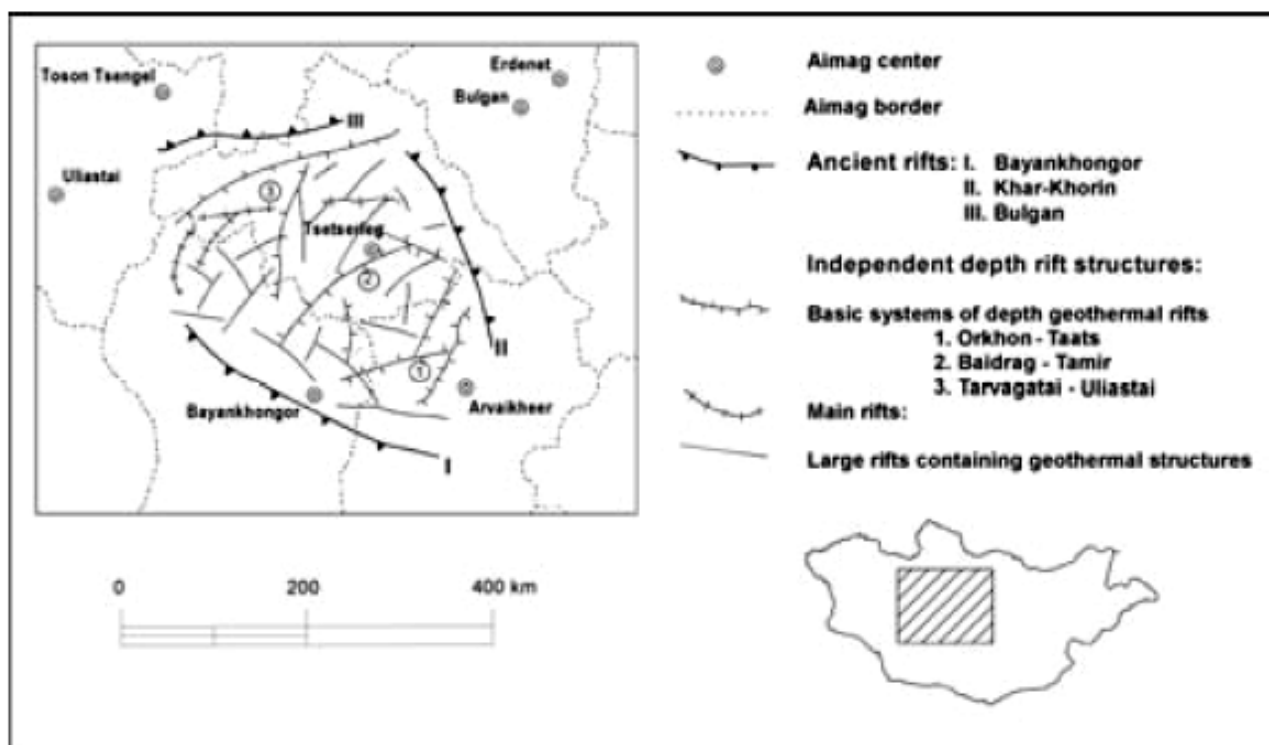 Toson Tsengel
Erdenet
Bulgan
III
Uliastai
3
Tsetserleg
2
II
1
Bayankhongor
Arvaikheer
I
0 200 400 km
Aimag center
Aimag border
Ancient rifts: I. Bayankhongor
II. Khar-Khorin
III. Bulgan
Independent depth rift structures:
Basic systems of depth geothermal rifts
1. Orkhon - Taats
2. Baidrag - Tamir
3. Tarvagatai - Uliastai
Main rifts:
Large rifts containing geothermal structures